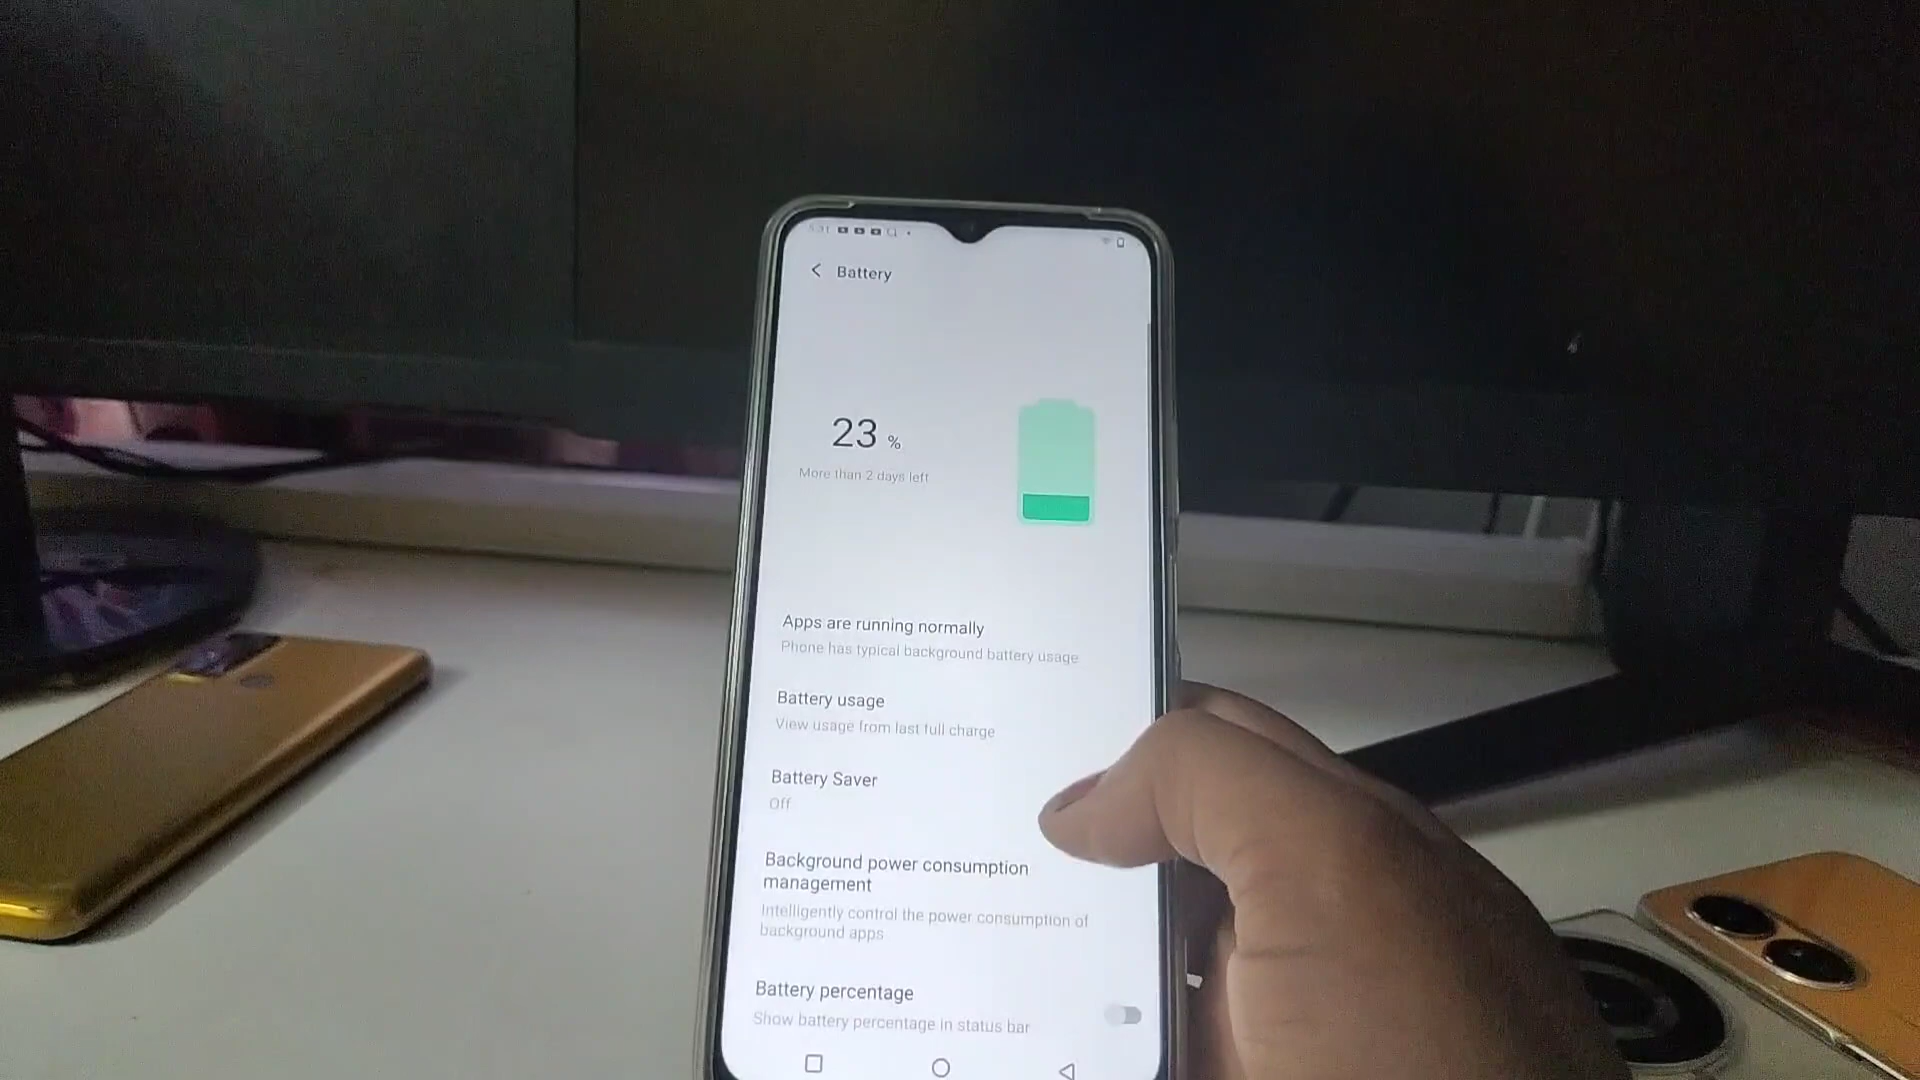 Battery
23 %
More than 2 days left
Apps are running normally
Phone has typical background battery usage
Battery usage
View usage from last full charge
Battery Saver
Off
Background power consumption
management
Intelligently control the power consumption of
background apps
Battery percentage
Show battery percentage in status bar